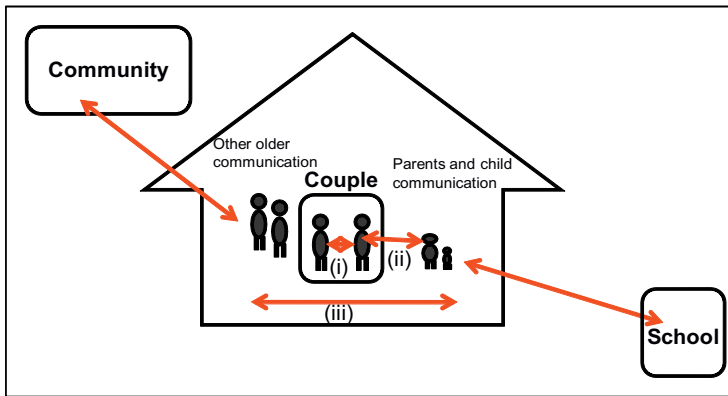 Community
Other older
communication
Parents and child
communication
Couple
(i)
(ii)
(iii)
School